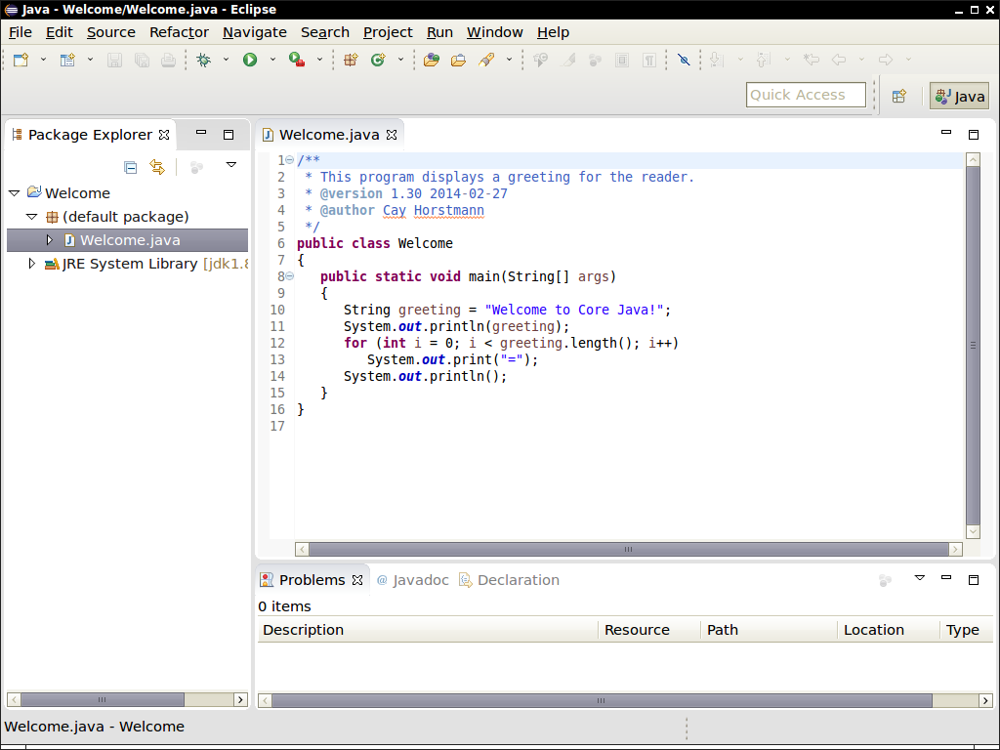 Java - Welcome/Welcome.java - Eclipse
File Edit Source Refactor Navigate Search Project Run Window Help
Quick Access
Java
Package Explorer
Welcome
(default package)
Welcome.java
JRE System Library [jdk1.8
Welcome.java
1 /**
2 * This program displays a greeting for the reader.
3 * @version 1.30 2014-02-27
4 * @author Cay Horstmann
5 */
6 public class Welcome
7 {
8 public static void main(String[] args)
9 {
10 String greeting = "Welcome to Core Java!";
11 System.out.println(greeting);
12 for (int i = 0; i < greeting.length(); i++)
13 System.out.print("=");
14 System.out.println();
15 }
16 }
17
Problems @ Javadoc Declaration
0 items
Description Resource Path Location Type
Welcome.java - Welcome